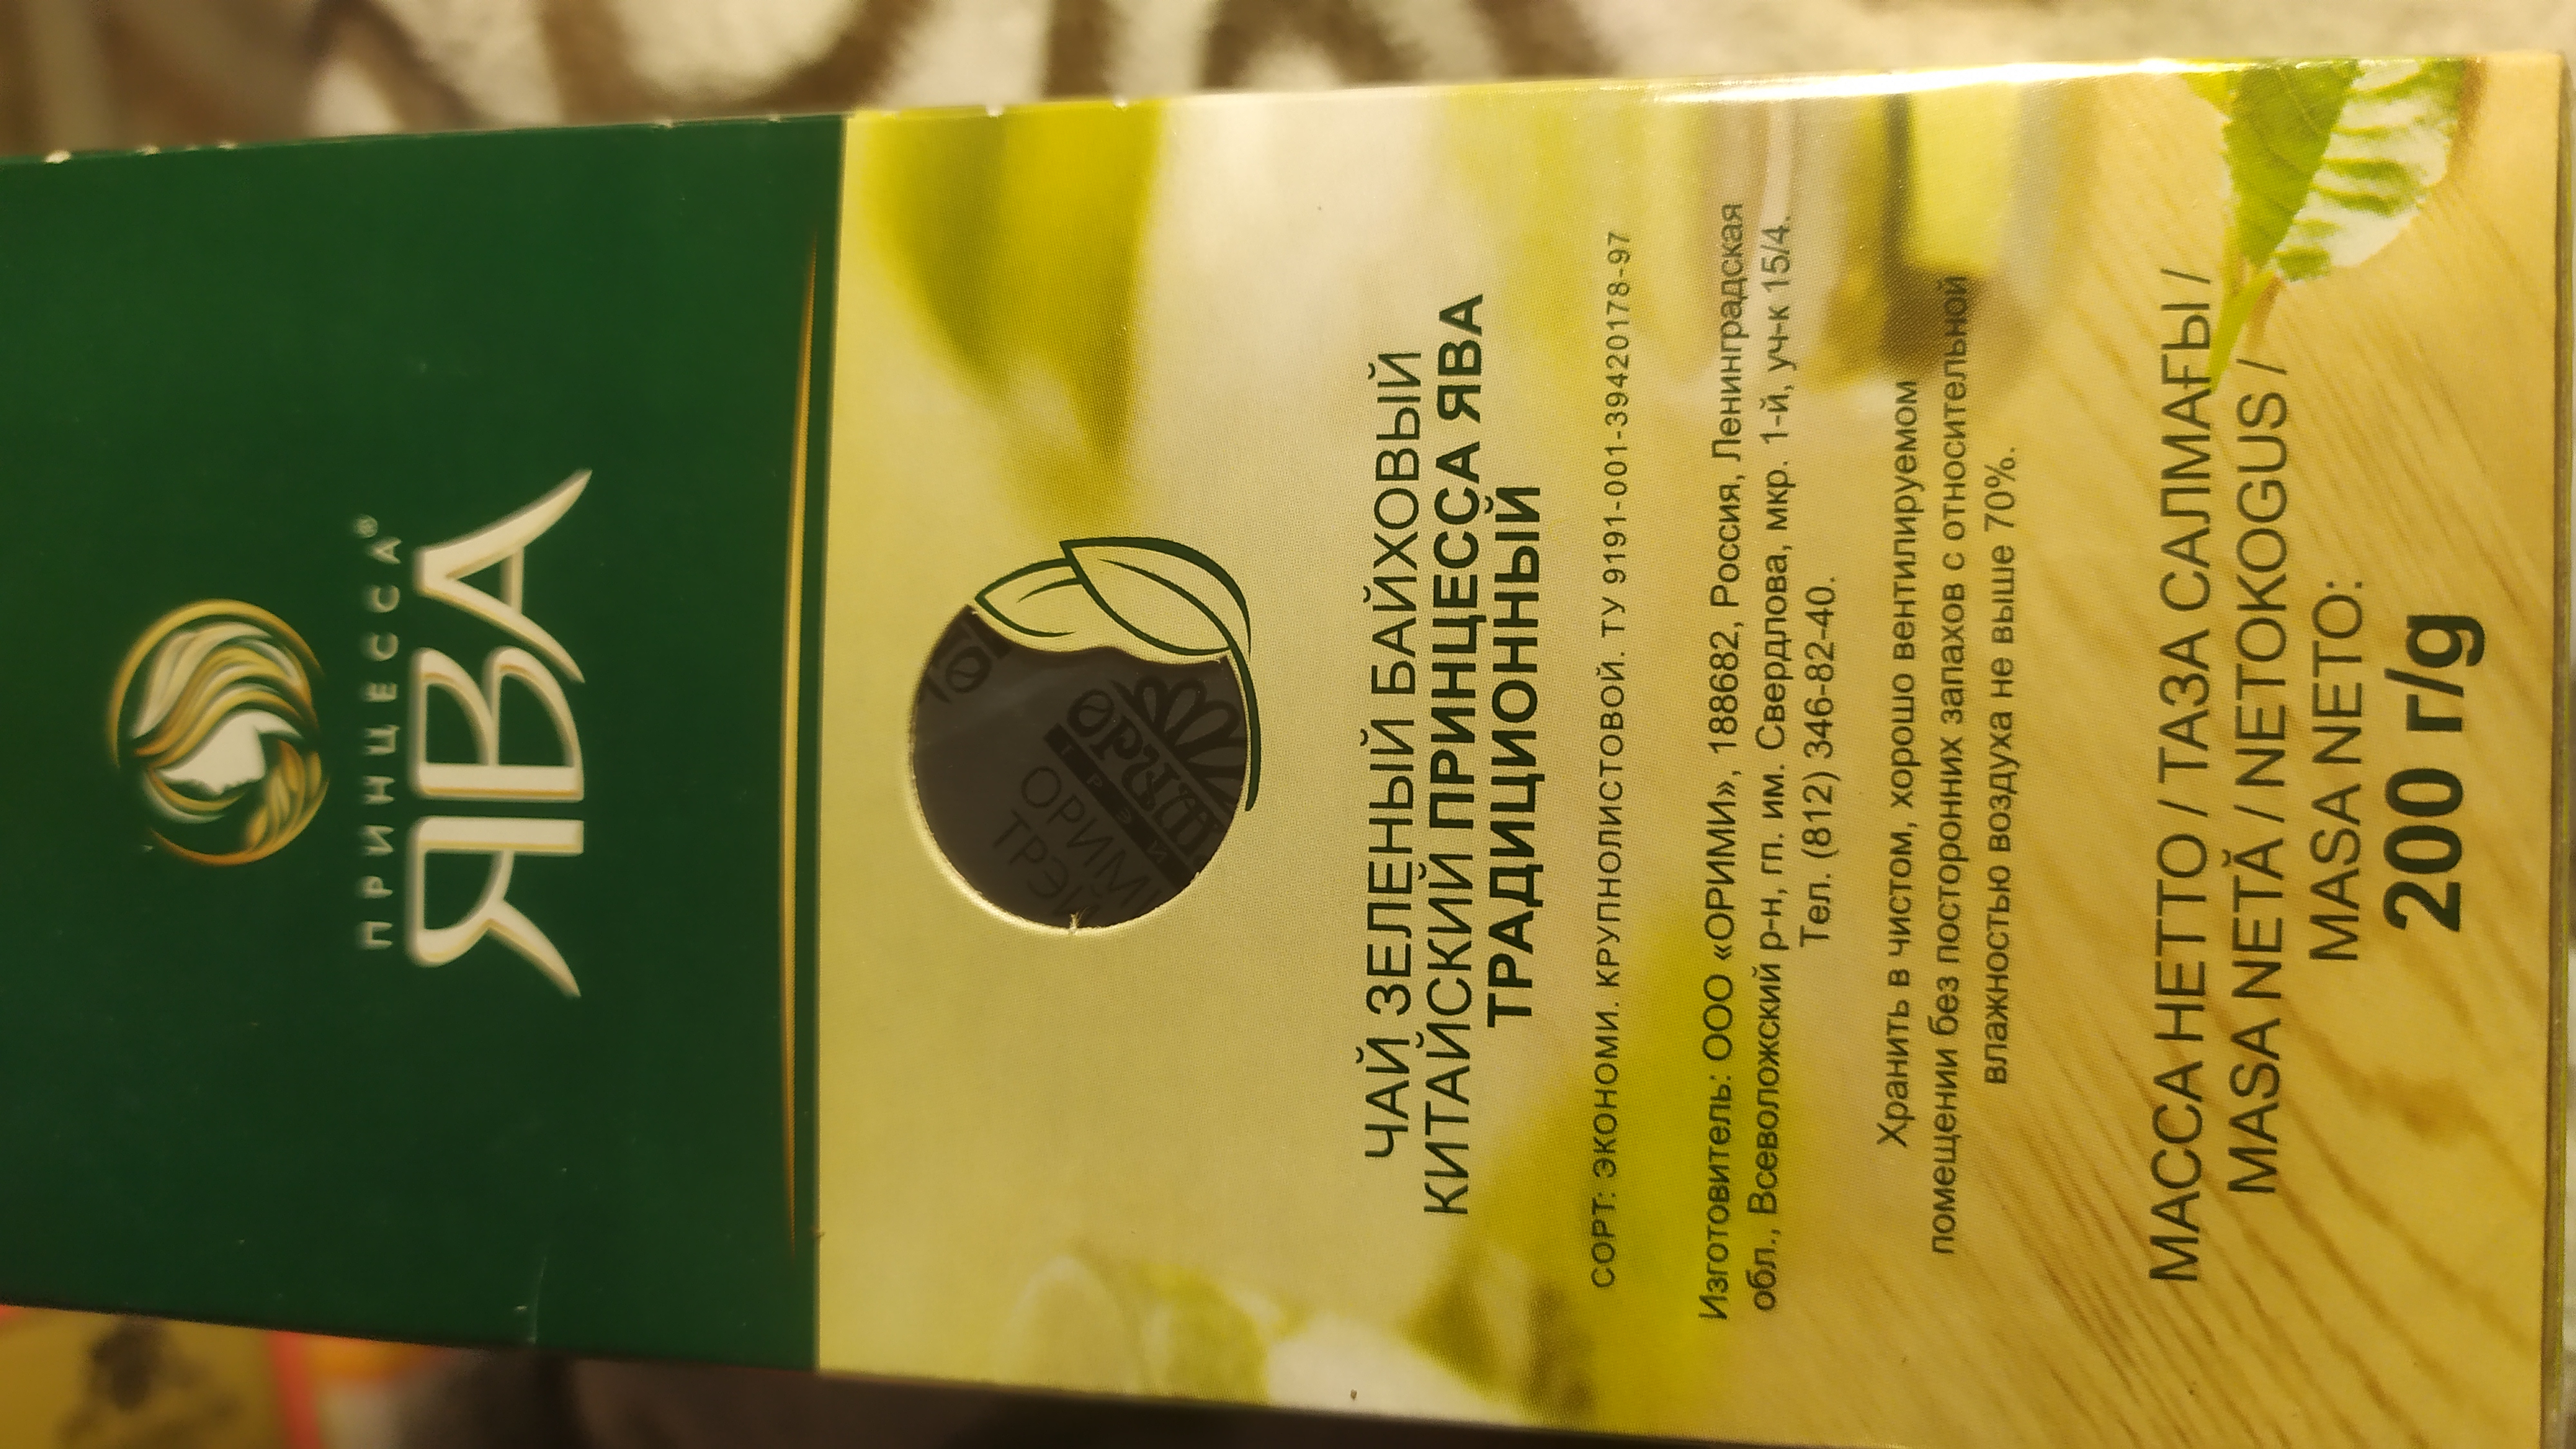 ПРИНЦЕССА®
ЯВА
ОРИМИ
ТРЭЙ
ЧАЙ ЗЕЛЕНЫЙ БАЙХОВЫЙ
КИТАЙСКИЙ ПРИНЦЕССА ЯВА
ТРАДИЦИОННЫЙ
СОРТ: ЭКОНОМИ. КРУПНОЛИСТОВОЙ. ТУ 9191-001-39420178-97
Изготовитель: ООО «ОРИМИ», 188682, Россия, Ленинградская
обл., Всеволожский р-н, гп. им. Свердлова, мкр. 1-й, уч-к 15/4.
Тел. (812) 346-82-40.
Хранить в чистом, хорошо вентилируемом
помещении без посторонних запахов с относительной
влажностью воздуха не выше 70%.
МАССА НЕТТО / ТАЗА САЛМАҒЫ /
MASA NETĂ / NETOKOGUS /
MASA NETO:
200 г/g